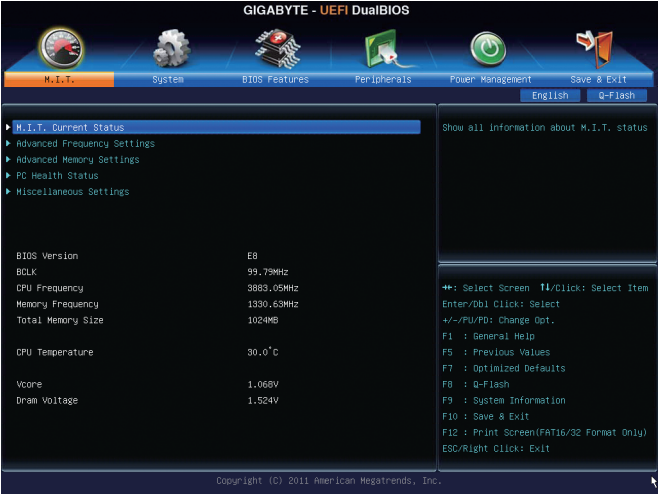 GIGABYTE - UEFI DualBIOS
M.I.T. System BIOS Features Peripherals Power Management Save & Exit
English Q-Flash
M.I.T. Current Status
Advanced Frequency Settings
Advanced Memory Settings
PC Health Status
Miscellaneous Settings
BIOS Version E8
BCLK 99.79MHz
CPU Frequency 3883.05MHz
Memory Frequency 1330.63MHz
Total Memory Size 1024MB
CPU Temperature 30.0°C
Vcore 1.068V
Dram Voltage 1.524V
Show all information about M.I.T. status
→←: Select Screen ↑↓/Click: Select Item
Enter/Dbl Click: Select
+/-/PU/PD: Change Opt.
F1 : General Help
F5 : Previous Values
F7 : Optimized Defaults
F8 : Q-Flash
F9 : System Information
F10 : Save & Exit
F12 : Print Screen(FAT16/32 Format Only)
ESC/Right Click: Exit
Copyright (C) 2011 American Megatrends, Inc.